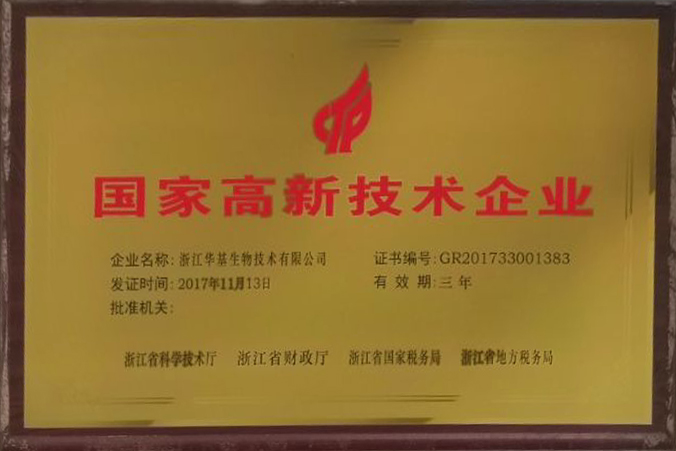 国家高新技术企业
企业名称: 浙江华基生物技术有限公司 证书编号: GR201733001383
发证时间: 2017年11月13日 有 效 期: 三 年
批准机关:
浙江省科学技术厅 浙江省财政厅 浙江省国家税务局 浙江省地方税务局